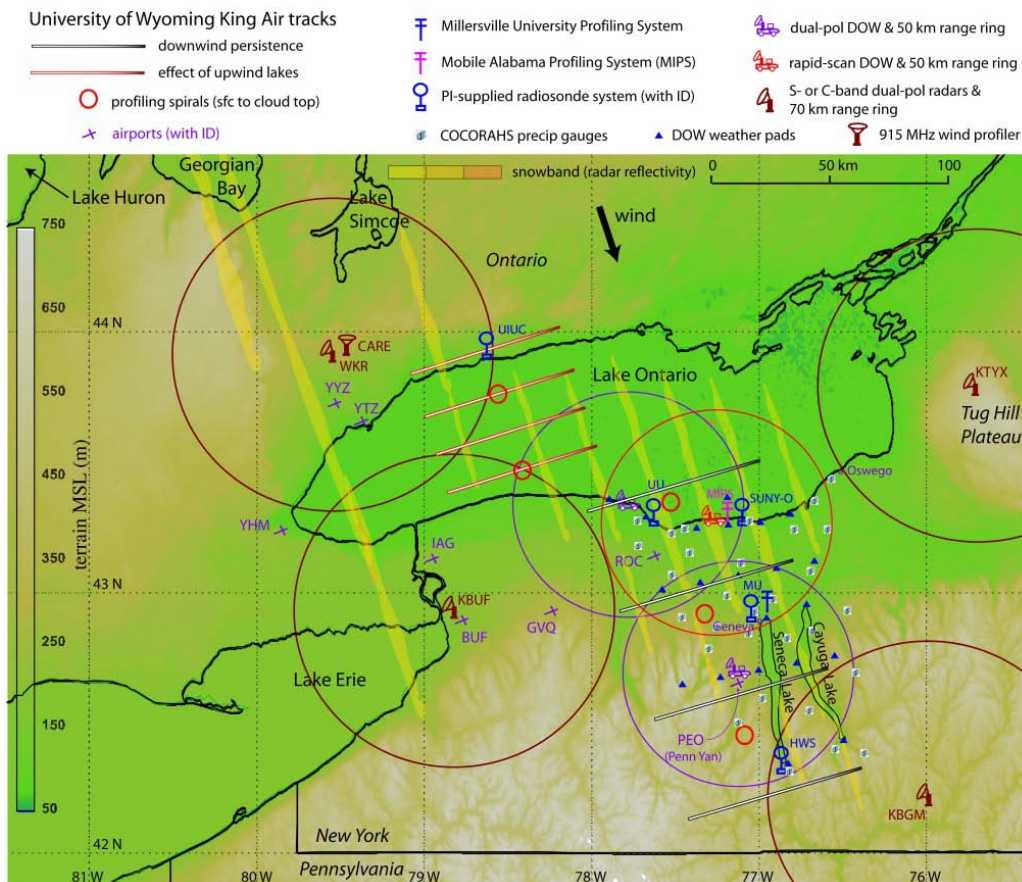 University of Wyoming King Air tracks
downwind persistence
effect of upwind lakes
profiling spirals (sfc to cloud top)
airports (with ID)
Millersville University Profiling System
Mobile Alabama Profiling System (MIPS)
PI-supplied radiosonde system (with ID)
COCORAHS precip gauges
DOW weather pads
dual-pol DOW & 50 km range ring
rapid-scan DOW & 50 km range ring
S- or C-band dual-pol radars &
70 km range ring
915 MHz wind profiler
Georgian
Bay
Lake Huron
Lake
Simcoe
snowband (radar reflectivity)
0
50 km
100
wind
Ontario
750
650
550
450
350
250
150
50
terrain MSL (m)
44 N
43 N
42 N
UIUC
CARE
WKR
YYZ
YTZ
Lake Ontario
KTYX
Tug Hill
Plateau
Oswego
UU
MIPS
SUNY-O
YHM
IAG
ROC
KBUF
BUF
GVQ
MU
Geneva
Seneca Lake
Cayuga Lake
Lake Erie
PEO
(Penn Yan)
HWS
KBGM
New York
Pennsylvania
81W
80 W
79 W
78 W
77 W
76 W